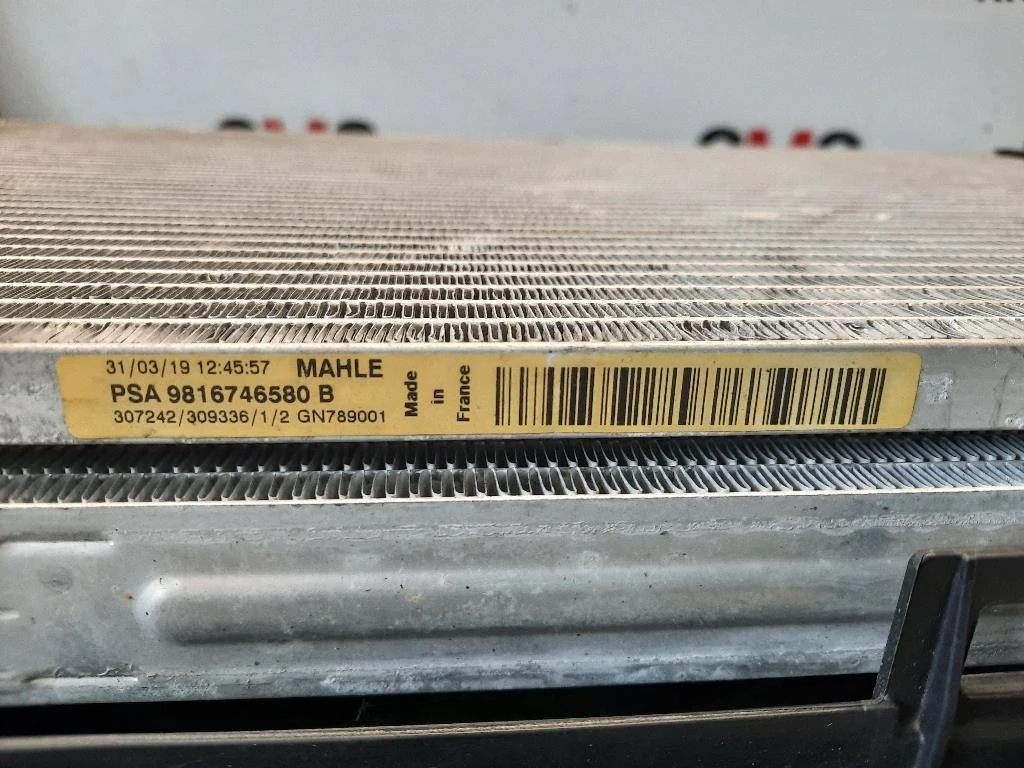 31/03/19 12:45:57 MAHLE
PSA 9816746580 B
307242/309336/1/2 GN789001
Made
in
France